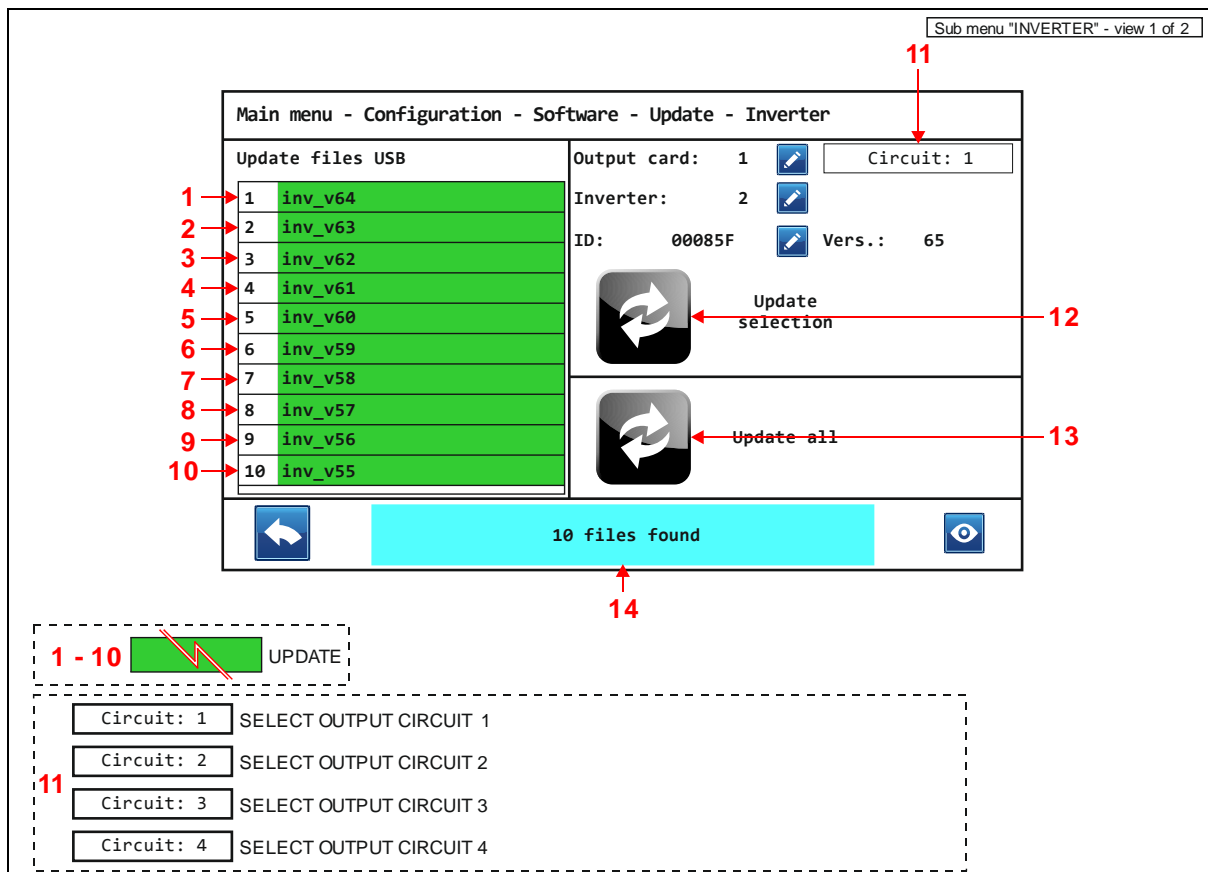 Sub menu "INVERTER" - view 1 of 2
11
Main menu - Configuration - Software - Update - Inverter
Update files USB
Output card: 1 Circuit: 1
1 1 inv_v64
Inverter: 2
2 2 inv_v63
ID: 00085F Vers.: 65
3 3 inv_v62
4 4 inv_v61
5 5 inv_v60
6 6 inv_v59
7 7 inv_v58
8 8 inv_v57
9 9 inv_v56
10 10 inv_v55
Update
selection
12
Update all
13
10 files found
14
1 - 10 UPDATE
11
Circuit: 1 SELECT OUTPUT CIRCUIT 1
Circuit: 2 SELECT OUTPUT CIRCUIT 2
Circuit: 3 SELECT OUTPUT CIRCUIT 3
Circuit: 4 SELECT OUTPUT CIRCUIT 4